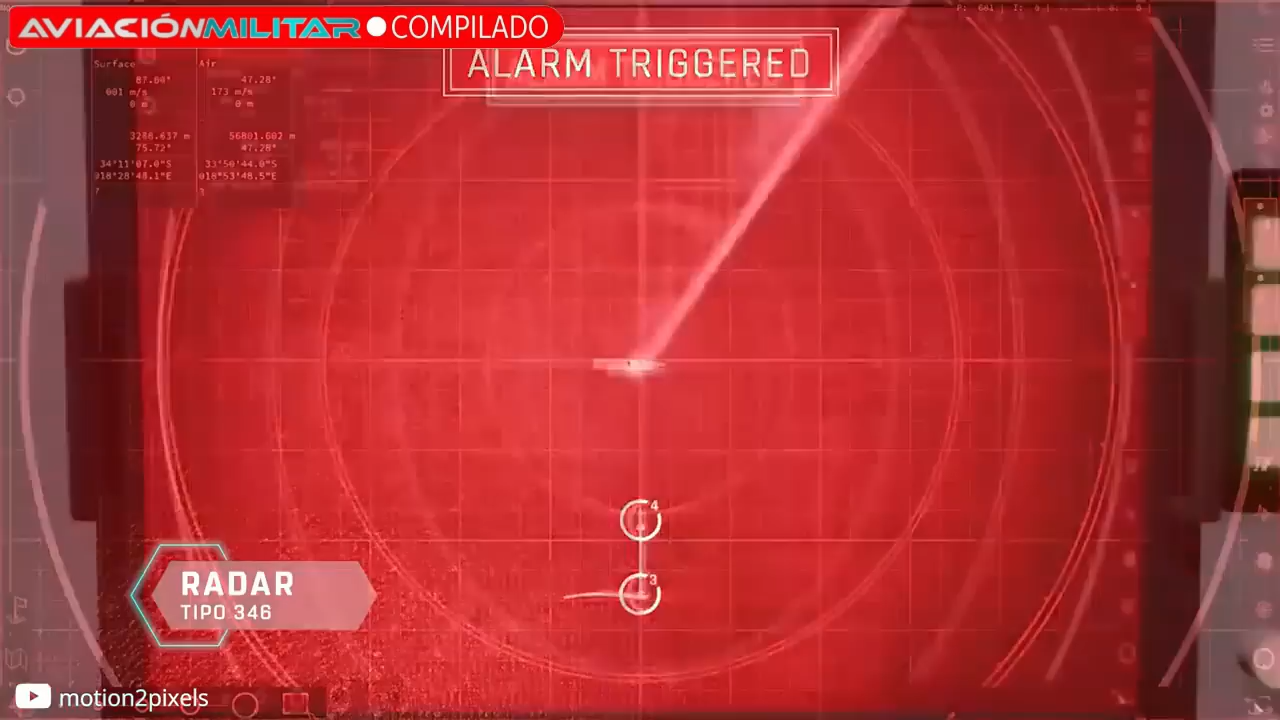 AVIACIÓNMILITAR COMPILADO
ALARM TRIGGERED
Surface Air
87.84° 47.28°
001 m/s 173 m/s
0 m 0 m
3286.637 m 56801.602 m
75.72° 47.28°
34°11'07.0"S 33°50'44.0"S
018°28'48.1"E 018°53'48.5"E
4
3
RADAR
TIPO 346
motion2pixels